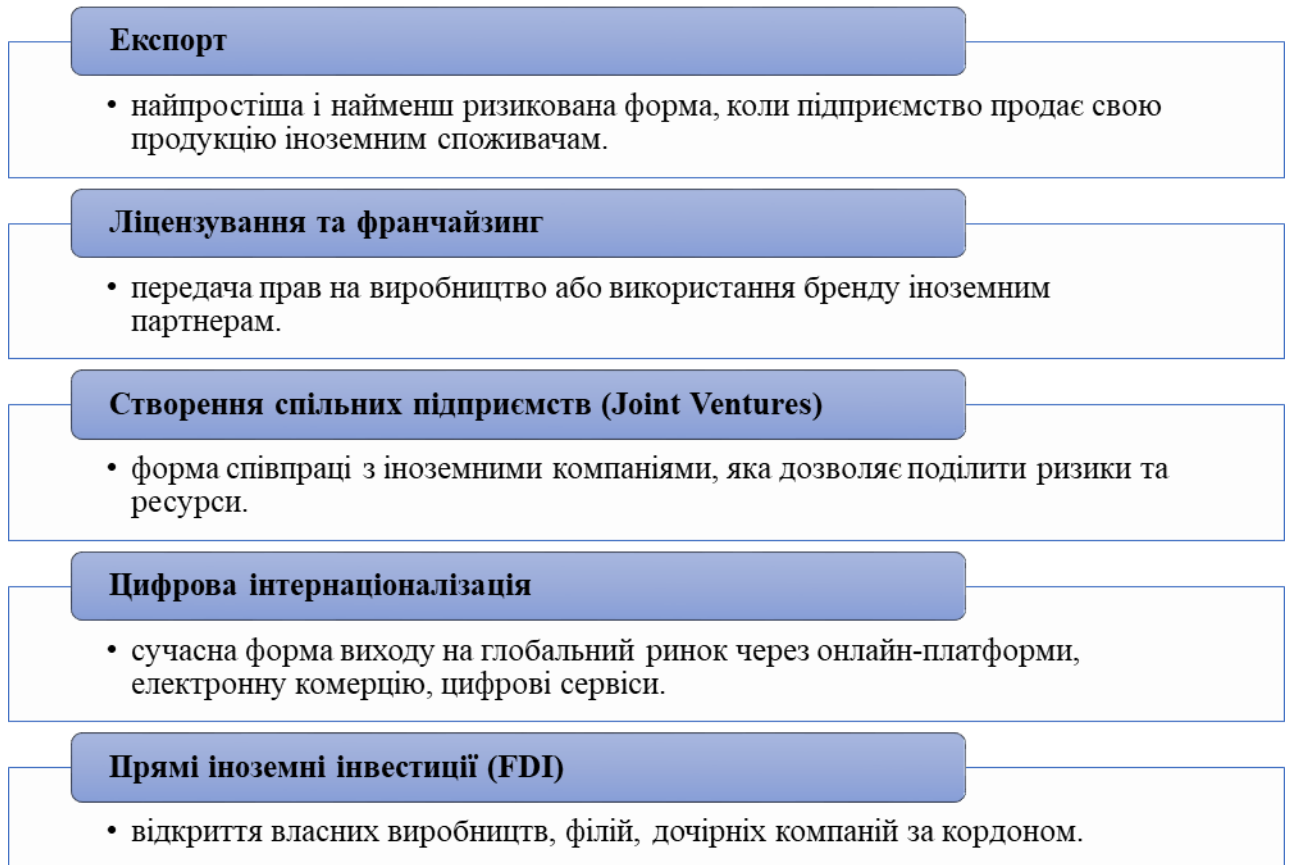 Експорт
• найпростіша і найменш ризикована форма, коли підприємство продає свою
продукцію іноземним споживачам.
Ліцензування та франчайзинг
• передача прав на виробництво або використання бренду іноземним
партнерам.
Створення спільних підприємств (Joint Ventures)
• форма співпраці з іноземними компаніями, яка дозволяє поділити ризики та
ресурси.
Цифрова інтернаціоналізація
• сучасна форма виходу на глобальний ринок через онлайн-платформи,
електронну комерцію, цифрові сервіси.
Прямі іноземні інвестиції (FDI)
• відкриття власних виробництв, філій, дочірніх компаній за кордоном.